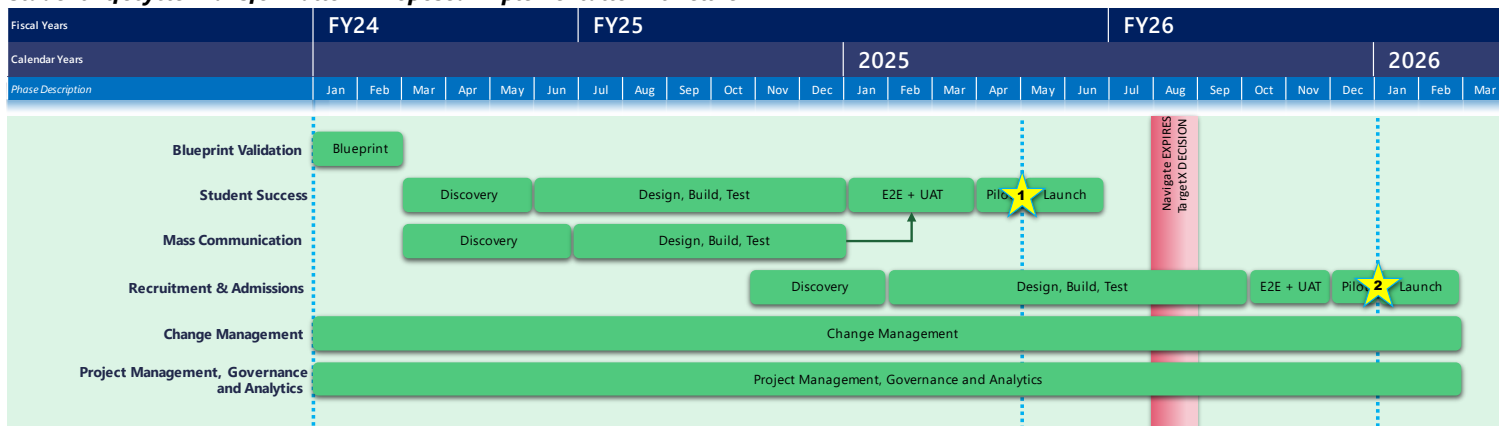 Fiscal Years FY24 FY25 FY26
Calendar Years 2025 2026
Phase Description Jan Feb Mar Apr May Jun Jul Aug Sep Oct Nov Dec Jan Feb Mar Apr May Jun Jul Aug Sep Oct Nov Dec Jan Feb Mar
Navigate EXPIRES
TargetX DECISION
Blueprint Validation Blueprint
Student Success Discovery Design, Build, Test E2E + UAT 1 Launch
Mass Communication Discovery Design, Build, Test
Recruitment & Admissions Discovery Design, Build, Test E2E + UAT 2 Launch
Change Management Change Management
Project Management, Governance
and Analytics
Project Management, Governance and Analytics